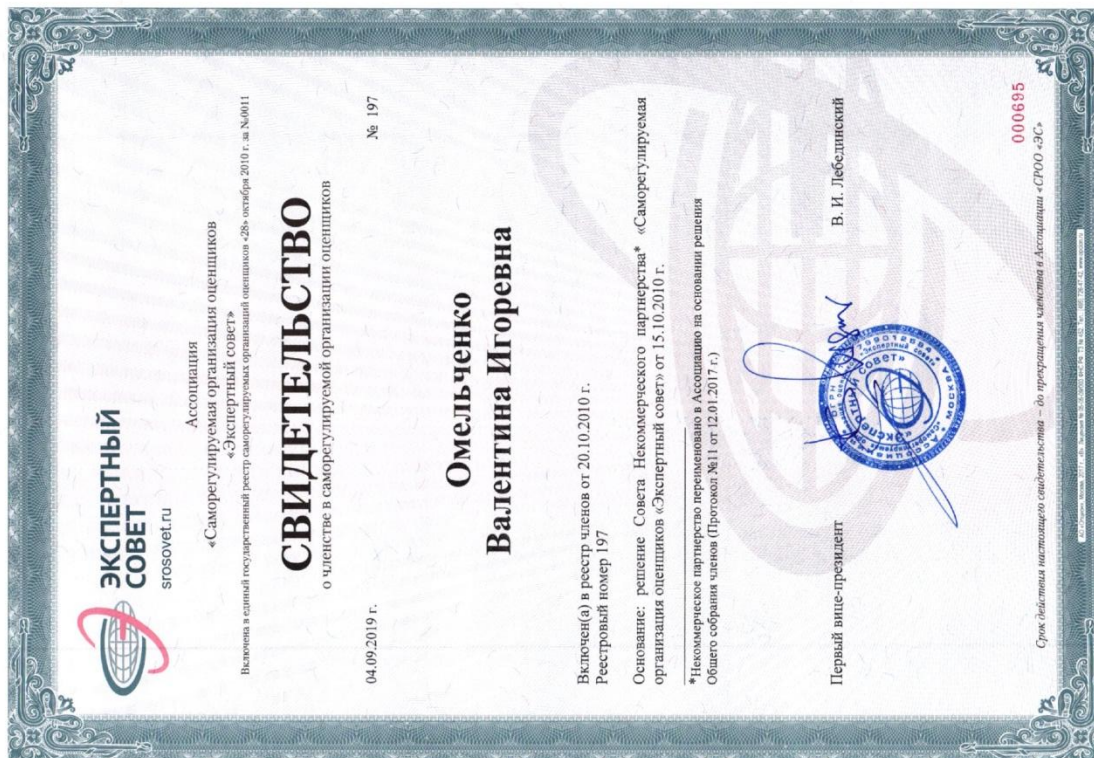 ЭКСПЕРТНЫЙ
СОВЕТ
srosovet.ru
Ассоциация
«Саморегулируемая организация оценщиков
«Экспертный совет»
Включена в единый государственный реестр саморегулируемых организаций оценщиков «28» октября 2010 г. за №0011
СВИДЕТЕЛЬСТВО
о членстве в саморегулируемой организации оценщиков
04.09.2019 г. № 197
Омельченко
Валентина Игоревна
Включен(а) в реестр членов от 20.10.2010 г.
Реестровый номер 197
Основание: решение Совета Некоммерческого партнерства* «Саморегулируемая
организация оценщиков «Экспертный совет» от 15.10.2010 г.
*Некоммерческое партнерство переименовано в Ассоциацию на основании решения
Общего собрания членов (Протокол №11 от 12.01.2017 г.)
Первый вице-президент В. И. Лебединский
«Экспертный совет»
МОСКВА
000695
Срок действия настоящего свидетельства – до прекращения членства в Ассоциации «СРОО «ЭС»